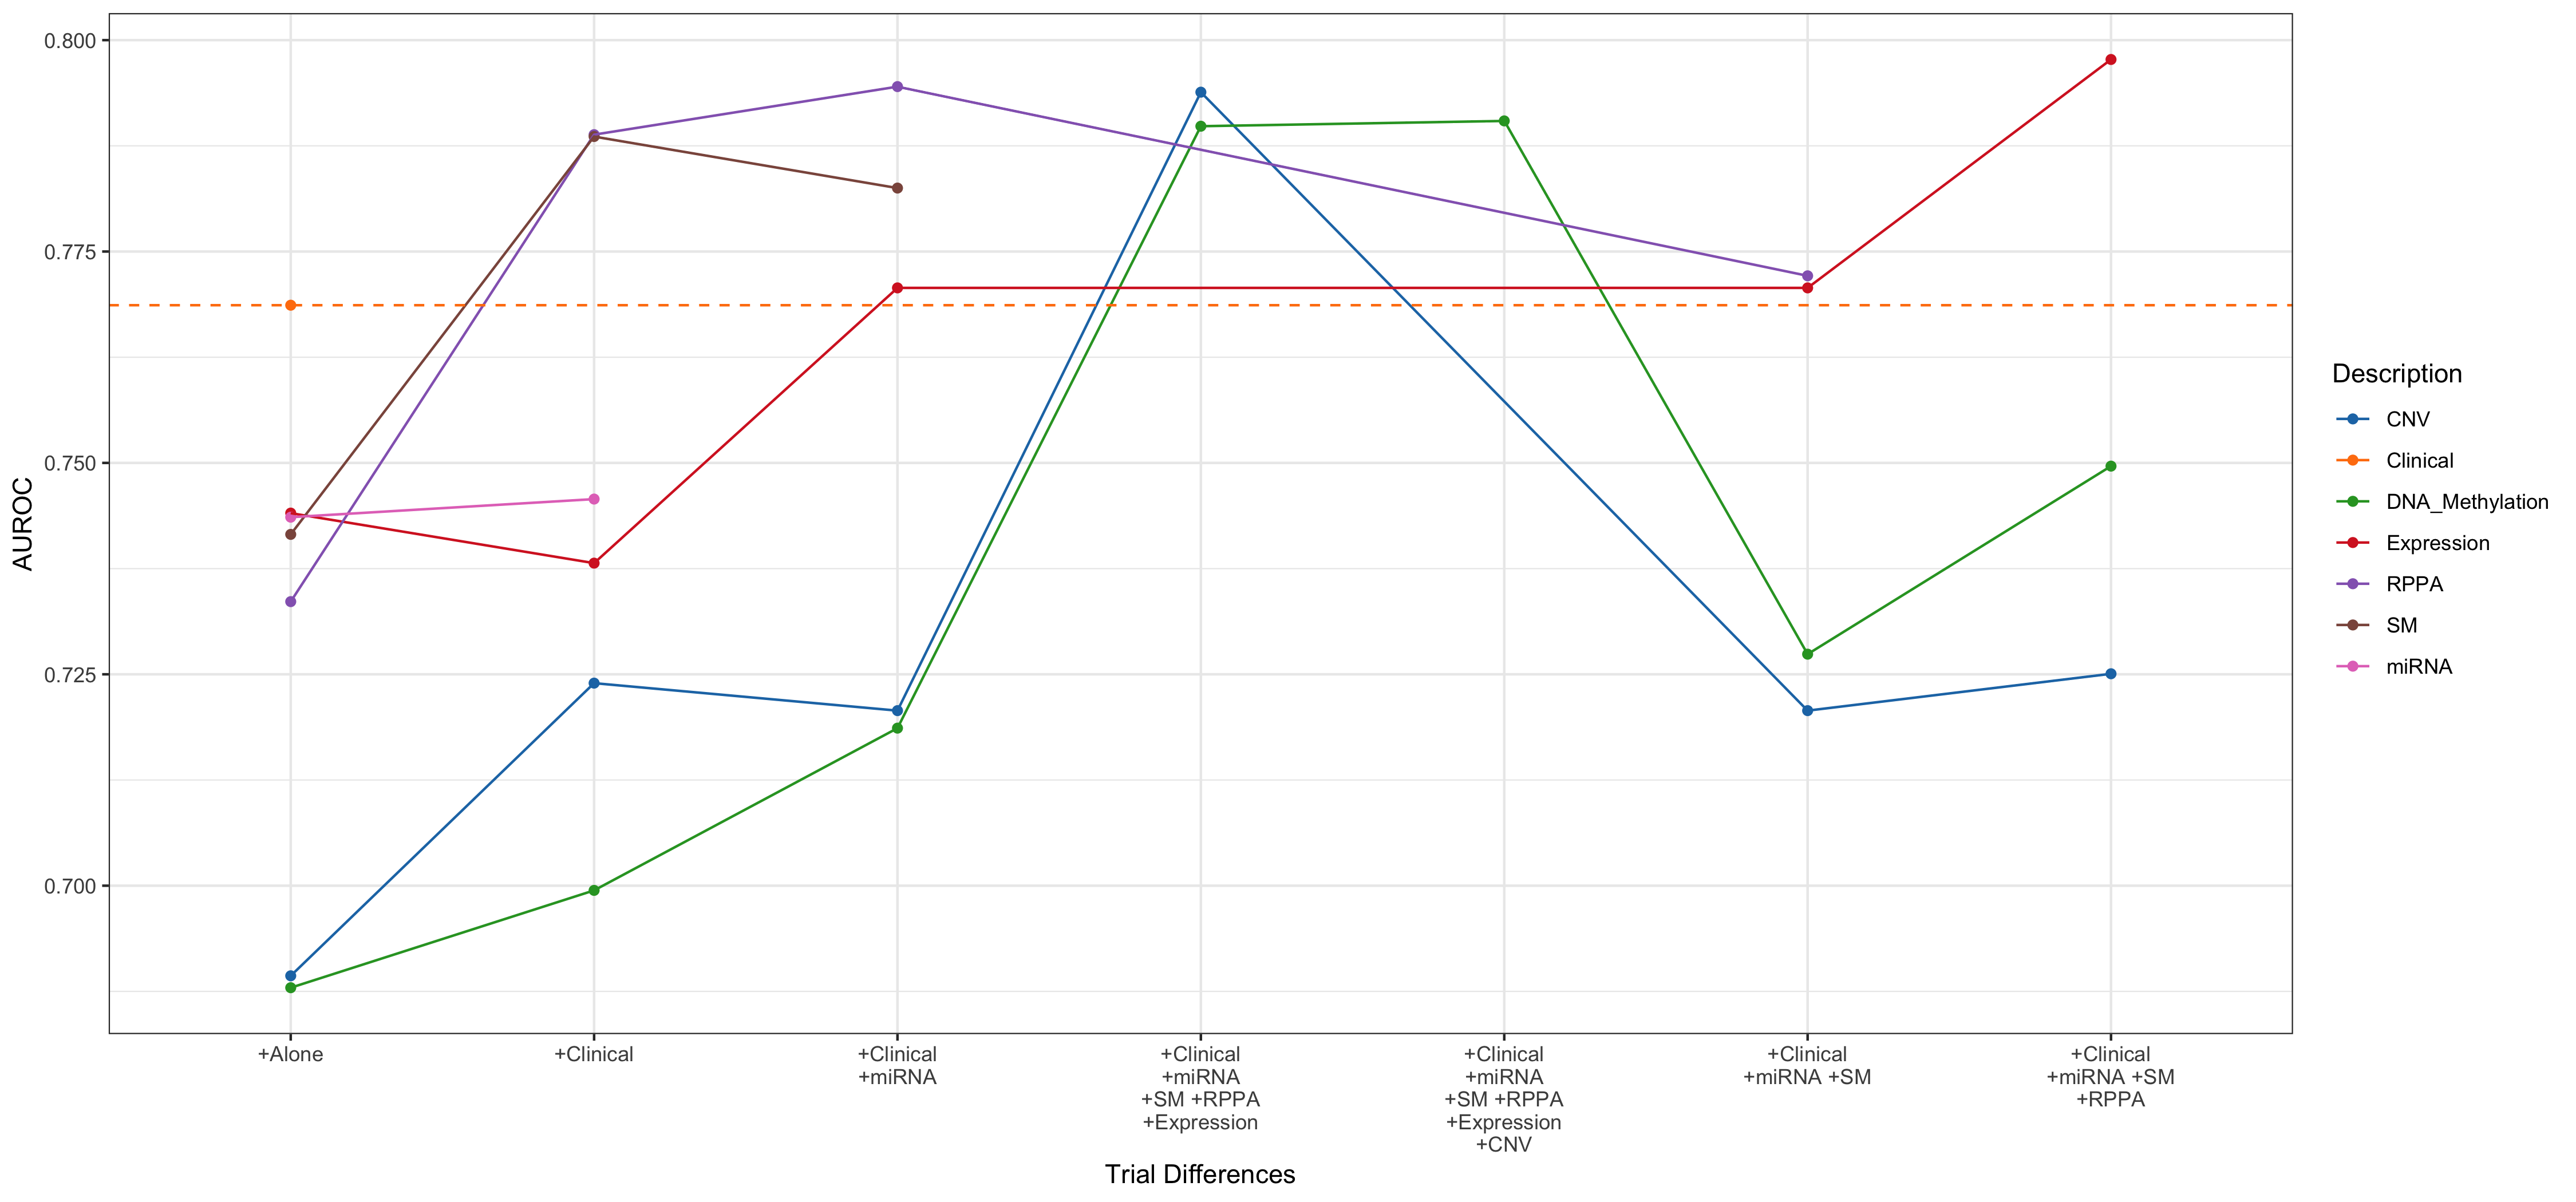 0.800
0.775
0.750
0.725
0.700
AUROC
+Alone
+Clinical
+Clinical
+miRNA
+Clinical
+miRNA
+SM +RPPA
+Expression
+Clinical
+miRNA
+SM +RPPA
+Expression
+CNV
+Clinical
+miRNA +SM
+Clinical
+miRNA +SM
+RPPA
Trial Differences
Description
CNV
Clinical
DNA_Methylation
Expression
RPPA
SM
miRNA